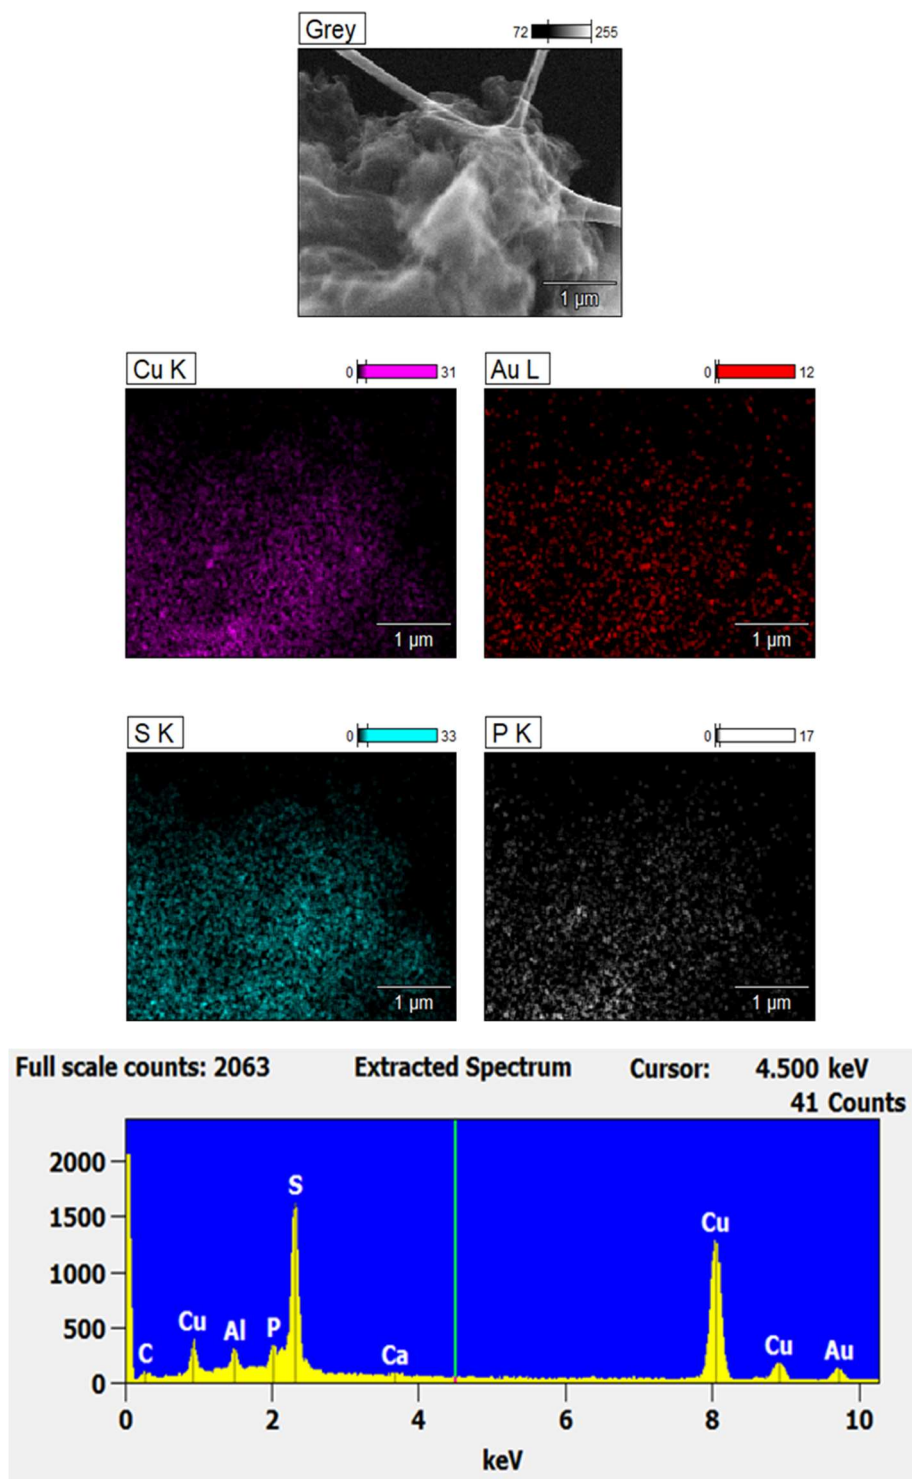 Grey
72 255
1 µm
Cu K
0 31
1 µm
Au L
0 12
1 µm
S K
0 33
1 µm
P K
0 17
1 µm
Full scale counts: 2063 Extracted Spectrum Cursor: 4.500 keV
41 Counts
2000
1500
1000
500
0
C
Cu
Al
P
S
Ca
Cu
Cu
Au
0 2 4 6 8 10
keV